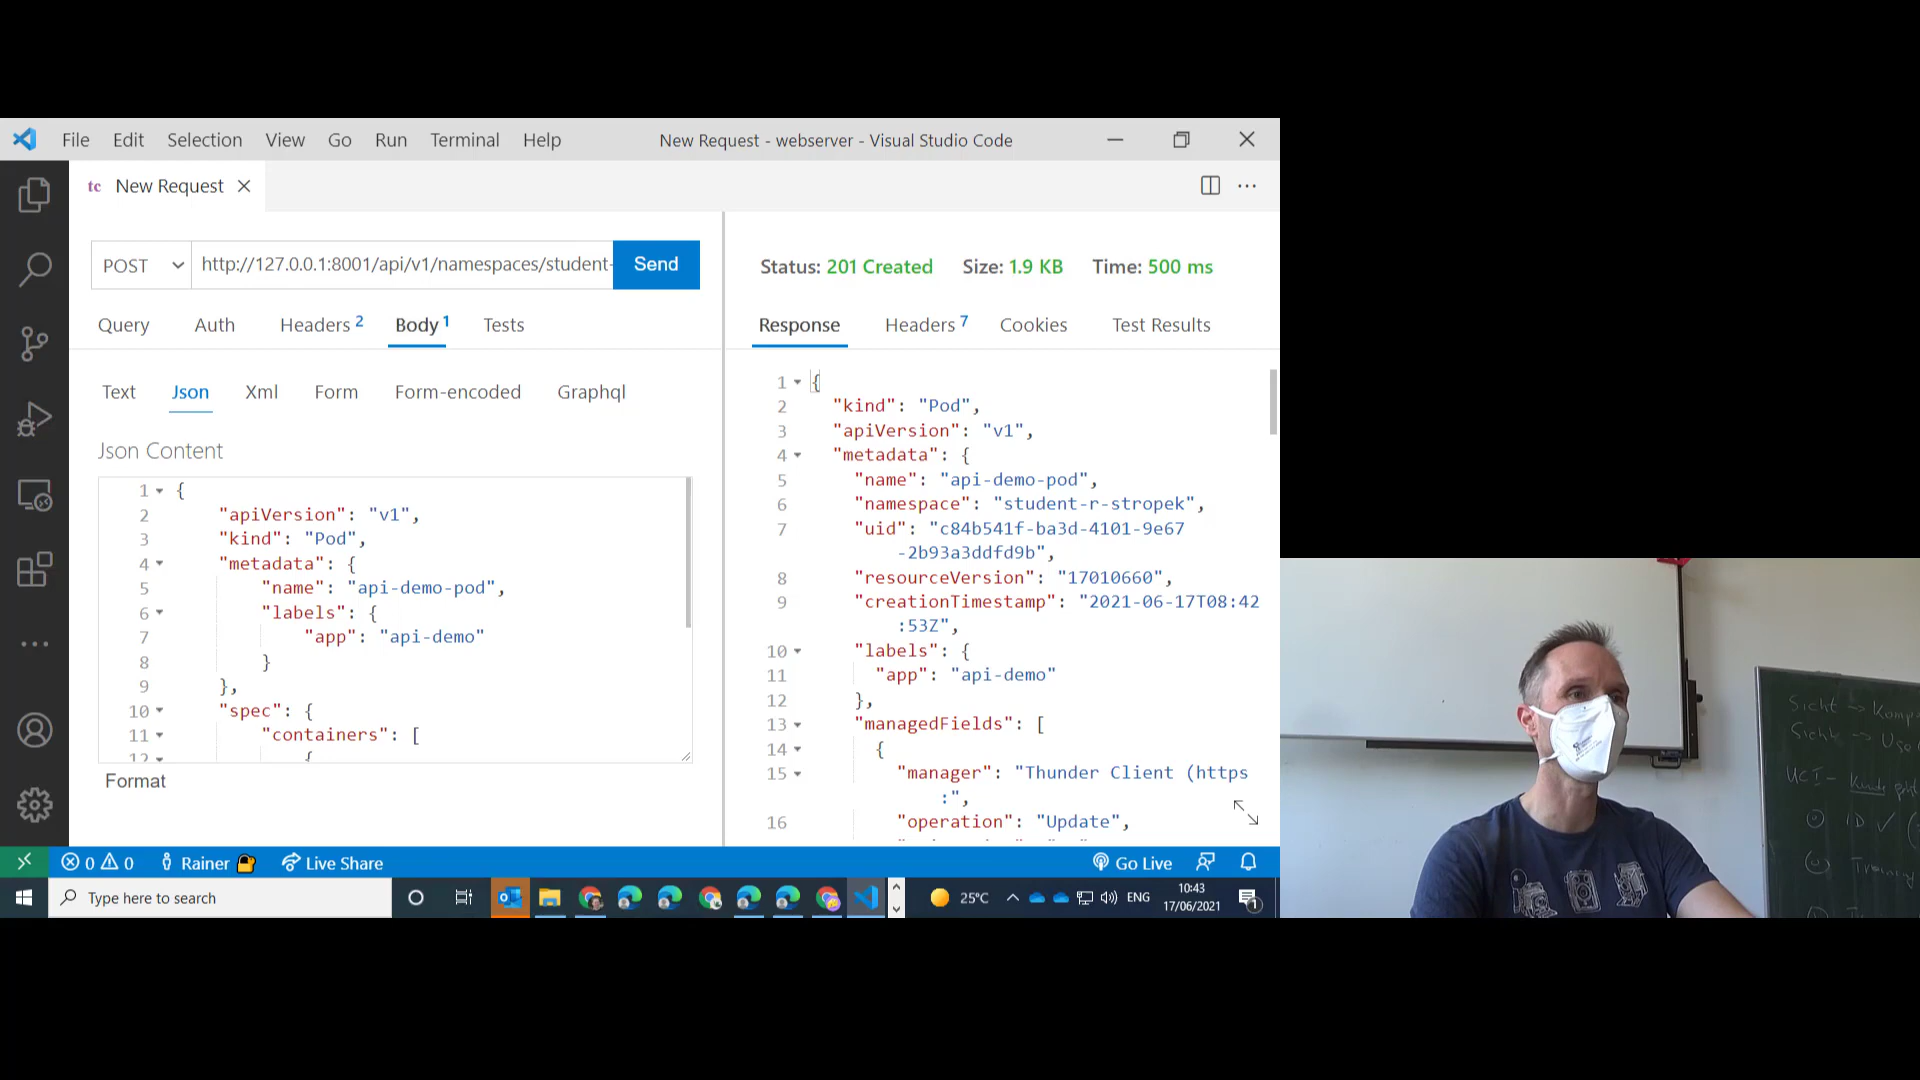 File Edit Selection View Go Run Terminal Help New Request - webserver - Visual Studio Code
tc New Request
POST http://127.0.0.1:8001/api/v1/namespaces/student- Send
Query Auth Headers 2 Body 1 Tests
Text Json Xml Form Form-encoded Graphql
Json Content
1 {
2 "apiVersion": "v1",
3 "kind": "Pod",
4 "metadata": {
5 "name": "api-demo-pod",
6 "labels": {
7 "app": "api-demo"
8 }
9 },
10 "spec": {
11 "containers": [
12 {
Format
Status: 201 Created Size: 1.9 KB Time: 500 ms
Response Headers 7 Cookies Test Results
1 {
2 "kind": "Pod",
3 "apiVersion": "v1",
4 "metadata": {
5 "name": "api-demo-pod",
6 "namespace": "student-r-stropek",
7 "uid": "c84b541f-ba3d-4101-9e67
-2b93a3ddfd9b",
8 "resourceVersion": "17010660",
9 "creationTimestamp": "2021-06-17T08:42
:53Z",
10 "labels": {
11 "app": "api-demo"
12 },
13 "managedFields": [
14 {
15 "manager": "Thunder Client (https
:",
16 "operation": "Update",
0 0 Rainer Live Share Go Live
Type here to search 25°C ENG 10:43
17/06/2021
1
Sicht →
Sicht →
UCI - Kunde
ID ✓